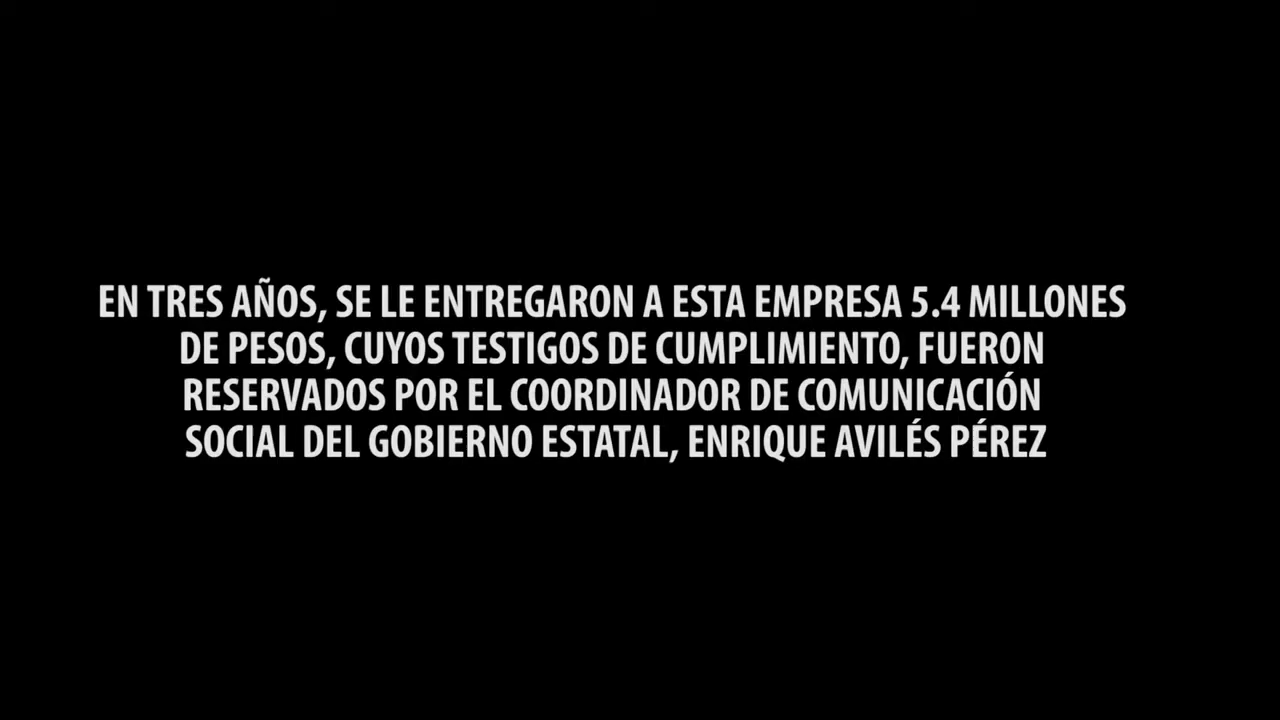 EN TRES AÑOS, SE LE ENTREGARON A ESTA EMPRESA 5.4 MILLONES
DE PESOS, CUYOS TESTIGOS DE CUMPLIMIENTO, FUERON
RESERVADOS POR EL COORDINADOR DE COMUNICACIÓN
SOCIAL DEL GOBIERNO ESTATAL, ENRIQUE AVILÉS PÉREZ